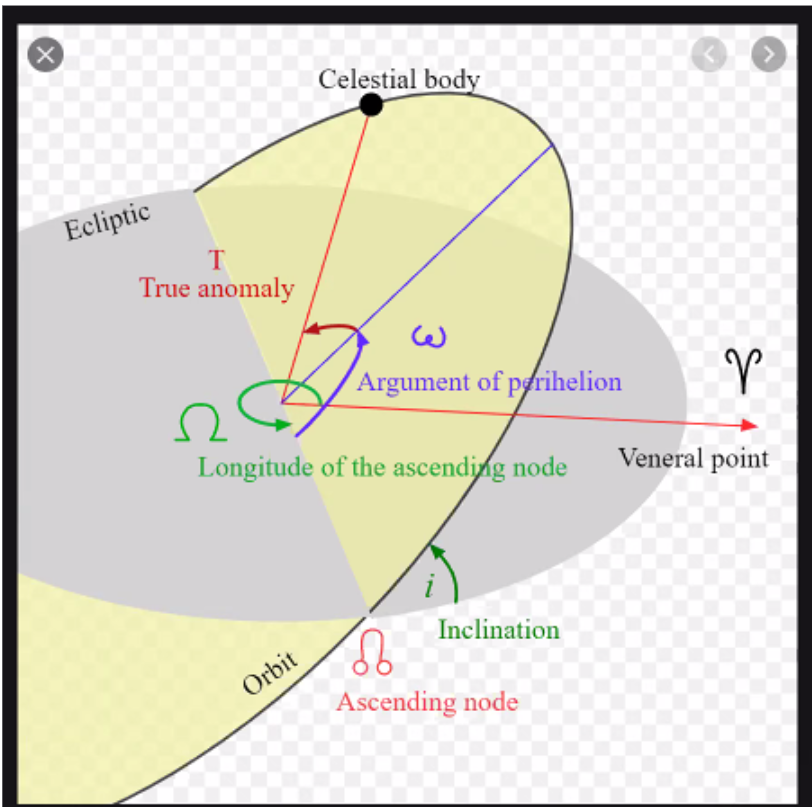 Celestial body
Ecliptic
T
True anomaly
ω
Argument of perihelion
♈
Ω
Veneral point
Longitude of the ascending node
i
Inclination
☊
Orbit
Ascending node